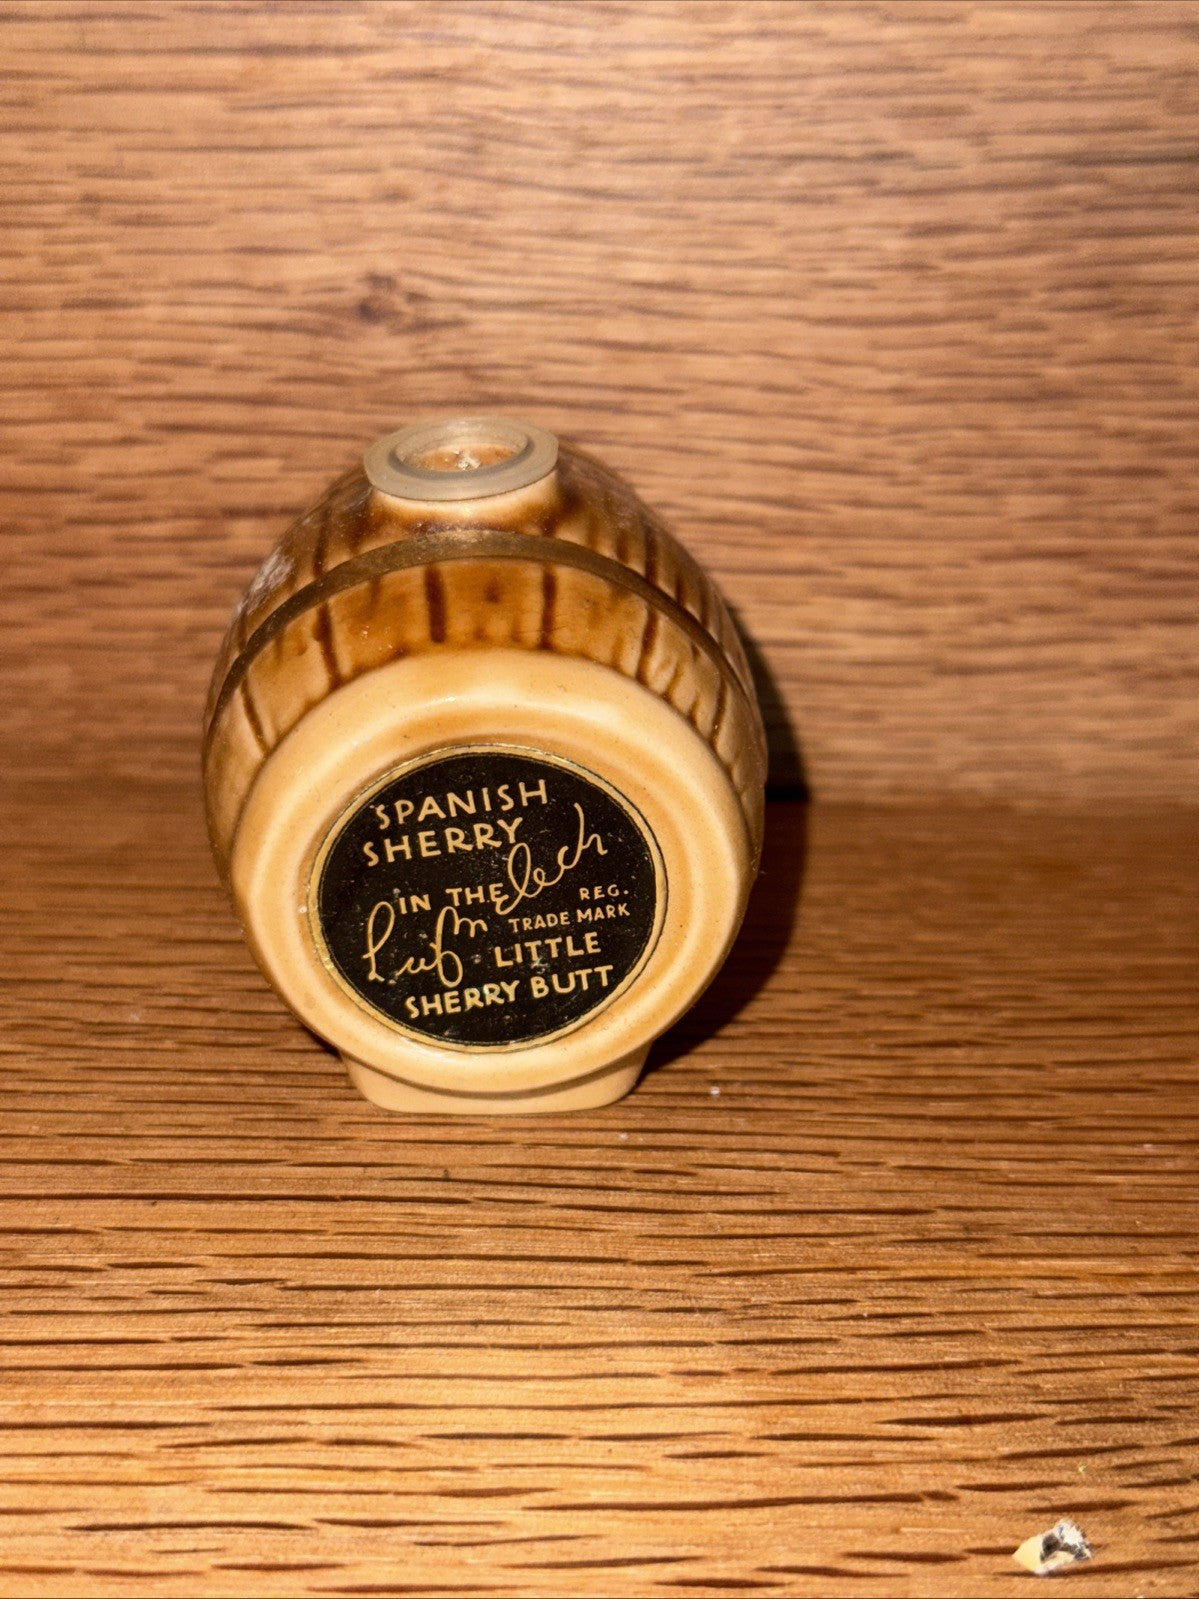 SPANISH
SHERRY
IN THE
REG.
TRADE MARK
LITTLE
SHERRY BUTT